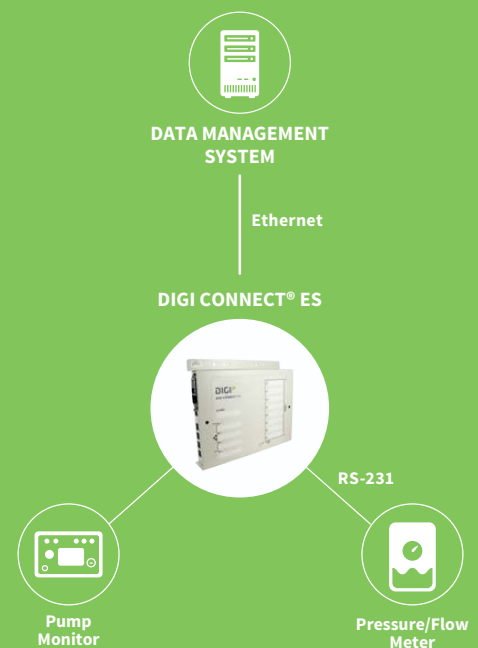 DATA MANAGEMENT
SYSTEM
Ethernet
DIGI CONNECT® ES
DIGI
RS-231
Pump
Monitor
Pressure/Flow
Meter